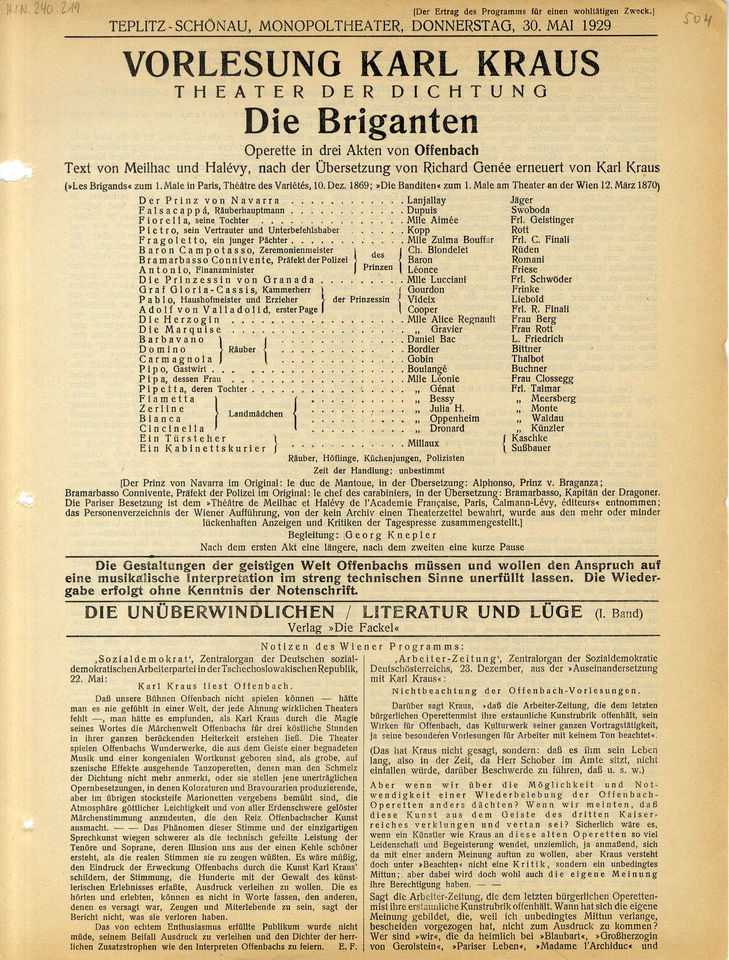 H.I.N. 240.219
[Der Ertrag des Programms für einen wohltätigen Zweck.]
504
TEPLITZ-SCHÖNAU, MONOPOLTHEATER, DONNERSTAG, 30. MAI 1929
VORLESUNG KARL KRAUS
THEATER DER DICHTUNG
Die Briganten
Operette in drei Akten von Offenbach
Text von Meilhac und Halévy, nach der Übersetzung von Richard Genée erneuert von Karl Kraus
(»Les Brigands« zum 1. Male in Paris, Théâtre des Variétés, 10. Dez. 1869; »Die Banditen« zum 1. Male am Theater an der Wien 12. März 1870)
Der Prinz von Navarra . . . . . . . . . . . . Lanjallay Jäger
Falsacappá, Räuberhauptmann . . . . . . . . . . . . Dupuis Swoboda
Fiorella, seine Tochter . . . . . . . . . . . . Mlle Aimée Frl. Geistinger
Pietro, sein Vertrauter und Unterbefehlshaber . . . . . . Kopp Rott
Fragoletto, ein junger Pächter . . . . . . . . . . . . Mlle Zulma Bouffar Frl. C. Finali
Baron Campotasso, Zeremonienmeister } des { Ch. Blondelet Rüden
Bramarbasso Connivente, Präfekt der Polizei } Prinzen { Baron Romani
Antonio, Finanzminister } { Léonce Friese
Die Prinzessin von Granada . . . . . . . . . . . . Mlle Lucciani Frl. Schwöder
Graf Gloria-Cassis, Kammerherr } { Gourdon Frinke
Pablo, Haushofmeister und Erzieher } der Prinzessin { Videix Liebold
Adolf von Valladolid, erster Page } { Cooper Frl. R. Finali
Die Herzogin . . . . . . . . . . . . Mlle Alice Regnault Frau Berg
Die Marquise . . . . . . . . . . . . „ Gravier Frau Rott
Barbavano } { . . . . . . . . . . . . Daniel Bac L. Friedrich
Domino } Räuber { . . . . . . . . . . . . Bordier Bittner
Carmagnola } { . . . . . . . . . . . . Gobin Thalbot
Pipo, Gastwirt . . . . . . . . . . . . Boulangé Buchner
Pipa, dessen Frau . . . . . . . . . . . . Mlle Léonie Frau Clossegg
Pipetta, deren Tochter . . . . . . . . . . . . „ Génat Frl. Talmar
Fiametta } { . . . . . . . . . . . . „ Bessy „ Meersberg
Zerline } Landmädchen { . . . . . . . . . . . . „ Julia H. „ Monte
Bianca } { . . . . . . . . . . . . „ Oppenheim „ Waldau
Cincinella } { . . . . . . . . . . . . „ Dronard „ Künzler
Ein Türsteher } . . . . . . . . . . . . Millaux { Kaschke
Ein Kabinettskurier } { Sußbauer
Räuber, Höflinge, Küchenjungen, Polizisten
Zeit der Handlung: unbestimmt
[Der Prinz von Navarra im Original: le duc de Mantoue, in der Übersetzung: Alphonso, Prinz v. Braganza;
Bramarbasso Connivente, Präfekt der Polizei im Original: le chef des carabiniers, in der Übersetzung: Bramarbasso, Kapitän der Dragoner.
Die Pariser Besetzung ist dem »Théâtre de Meilhac et Halévy de l'Academie Française, Paris, Calmann-Lévy, éditeurs« entnommen;
das Personenverzeichnis der Wiener Aufführung, von der kein Archiv einen Theaterzettel bewahrt, wurde aus den mehr oder minder
lückenhaften Anzeigen und Kritiken der Tagespresse zusammengestellt.]
Begleitung: Georg Knepler
Nach dem ersten Akt eine längere, nach dem zweiten eine kurze Pause
Die Gestaltungen der geistigen Welt Offenbachs müssen und wollen den Anspruch auf
eine musikalische Interpretation im streng technischen Sinne unerfüllt lassen. Die Wieder-
gabe erfolgt ohne Kenntnis der Notenschrift.
DIE UNÜBERWINDLICHEN / LITERATUR UND LÜGE (I. Band)
Verlag »Die Fackel«
Notizen des Wiener Programms:
‚Sozialdemokrat‘, Zentralorgan der Deutschen sozial-
demokratischen Arbeiterpartei in der Tschechoslowakischen Republik,
22. Mai:
Karl Kraus liest Offenbach.
Daß unsere Bühnen Offenbach nicht spielen können — hätte
man es nie gefühlt in einer Welt, der jede Ahnung wirklichen Theaters
fehlt —, man hätte es empfunden, als Karl Kraus durch die Magie
seines Wortes die Märchenwelt Offenbachs für drei köstliche Stunden
in ihrer ganzen berückenden Heiterkeit erstehen ließ. Die Theater
spielen Offenbachs Wunderwerke, die aus dem Geiste einer begnadeten
Musik und einer kongenialen Wortkunst geboren sind, als grobe, auf
szenische Effekte ausgehende Tanzoperetten, denen man den Schmelz
der Dichtung nicht mehr anmerkt, oder sie stellen jene unerträglichen
Opernbesetzungen, in denen Koloraturen und Bravourarien produzierende,
aber im übrigen stocksteife Marionetten vergebens bemüht sind, die
Atmosphäre göttlicher Leichtigkeit und von aller Erdenschwere gelöster
Märchenstimmung anzudeuten, die den Reiz Offenbachscher Kunst
ausmacht. — — Das Phänomen dieser Stimme und der einzigartigen
Sprechkunst wiegen schwerer als die technisch gefeilte Leistung der
Tenöre und Soprane, deren Illusion uns aus der einen Kehle schöner
ersteht, als die realen Stimmen sie zu zeugen wüßten. Es wäre müßig,
den Eindruck der Erweckung Offenbachs durch die Kunst Karl Kraus'
schildern, der Stimmung, die Hunderte mit der Gewalt des künst-
lerischen Erlebnisses erfaßte, Ausdruck verleihen zu wollen. Die es
hörten und erlebten, können es nicht in Worte fassen, den anderen,
denen es versagt war, Zeugen und Miterlebende zu sein, sagt der
Bericht nicht, was sie verloren haben.
Das von echtem Enthusiasmus erfüllte Publikum wurde nicht
müde, seinem Beifall Ausdruck zu verleihen und den Dichter der herr-
lichen Zusatzstrophen wie den Interpreten Offenbachs zu feiern. E. F.
‚Arbeiter-Zeitung‘, Zentralorgan der Sozialdemokratie
Deutschösterreichs, 23. Dezember, aus der »Auseinandersetzung
mit Karl Kraus«:
Nichtbeachtung der Offenbach-Vorlesungen.
Darüber sagt Kraus, »daß die Arbeiter-Zeitung, die dem letzten
bürgerlichen Operettenmist ihre erstaunliche Kunstrubrik offenhält, sein
Wirken für Offenbach, das Kulturwerk seiner ganzen Vortragstätigkeit,
ja seine besonderen Vorlesungen für Arbeiter mit keinem Ton beachtet«.
(Das hat Kraus nicht gesagt, sondern: daß es ihm sein Leben
lang, also in der Zeit, da Herr Schober im Amte sitzt, nicht
einfallen würde, darüber Beschwerde zu führen, daß u. s. w.)
Aber wenn wir über die Möglichkeit und Not-
wendigkeit einer Wiederbelebung der Offenbach-
Operetten anders dächten? Wenn wir meinten, daß
diese Kunst aus dem Geiste des dritten Kaiser-
reiches verklungen und vertan sei? Sicherlich wäre es,
wenn ein Künstler wie Kraus an diese alten Operetten so viel
Leidenschaft und Begeisterung wendet, unziemlich, ja anmaßend, sich
da mit einer andern Meinung auftun zu wollen, aber Kraus versteht
doch unter »Beachten« nicht eine Kritik, sondern ein unbedingtes
Mittun; aber dabei wird doch wohl auch die eigene Meinung
ihre Berechtigung haben. — —
Sagt die Arbeiter-Zeitung, die dem letzten bürgerlichen Operetten-
mist ihre erstaunliche Kunstrubrik offenhält. Wann hat sich die eigene
Meinung gebildet, die, weil ich unbedingtes Mittun verlange,
bescheiden vorgezogen hat, nicht zum Ausdruck zu kommen?
Wer sind »wir«, die da heimlich bei »Blaubart«, »Großherzogin
von Gerolstein«, »Pariser Leben«, »Madame l'Archiduc« und